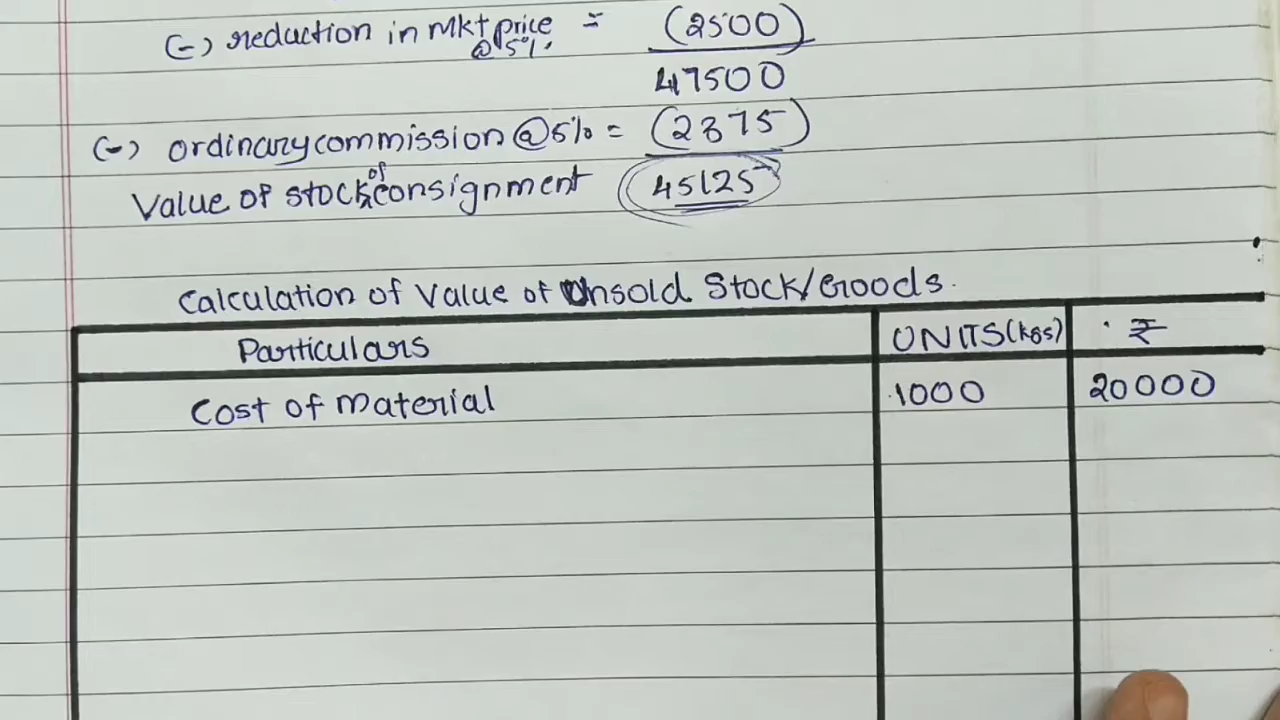 (-) reduction in Mkt price = (2500)
@5%
47500
(-) ordinary commission @5% = (2375)
Value of stock of consignment 45125
Calculation of Value of Unsold Stock/Goods.
Particulars UNITS(kgs) ₹
Cost of Material 1000 20000